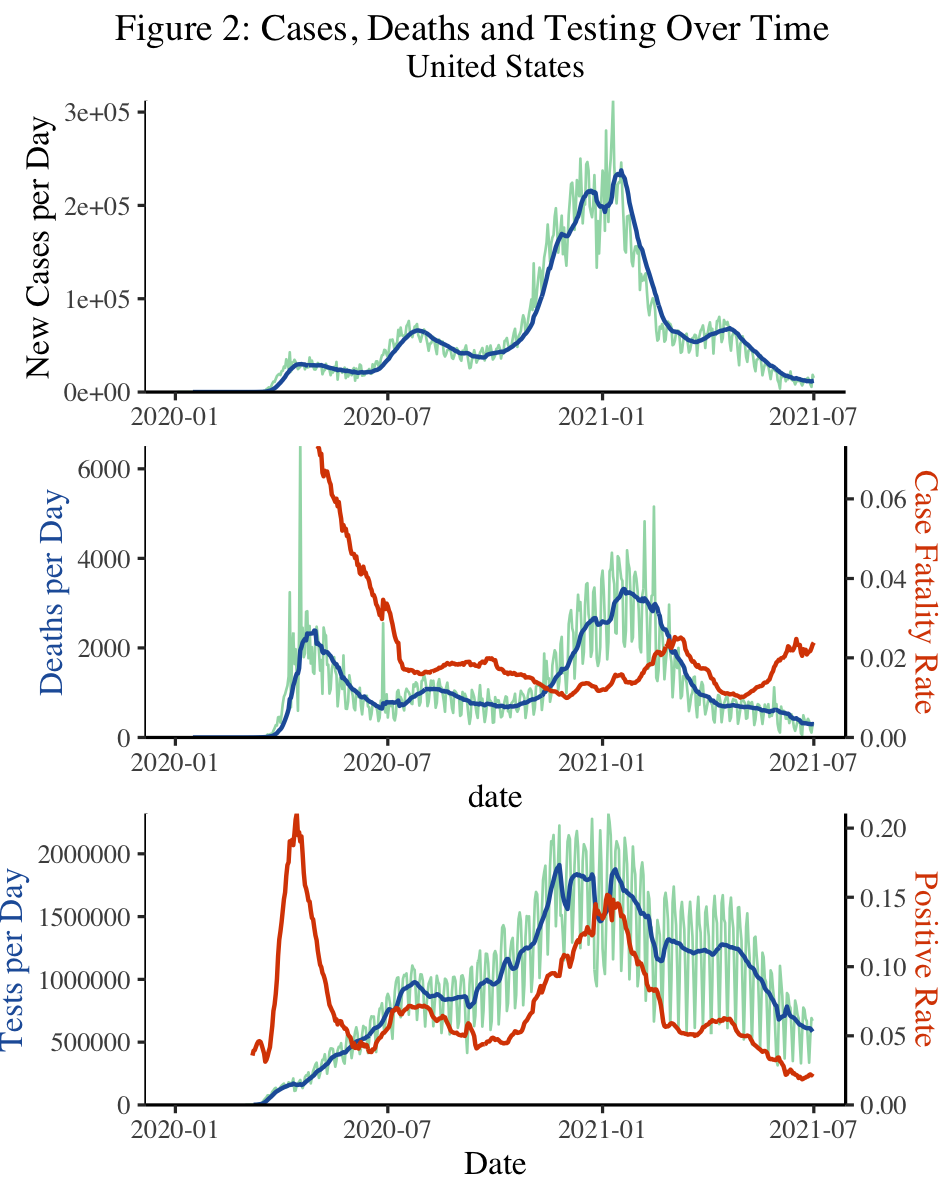 Figure 2: Cases, Deaths and Testing Over Time
United States
New Cases per Day
3e+05
2e+05
1e+05
0e+00
2020-01 2020-07 2021-01 2021-07
Deaths per Day
6000
4000
2000
0
Case Fatality Rate
0.06
0.04
0.02
0.00
2020-01 2020-07 2021-01 2021-07
date
Tests per Day
2000000
1500000
1000000
500000
0
Positive Rate
0.20
0.15
0.10
0.05
0.00
2020-01 2020-07 2021-01 2021-07
Date